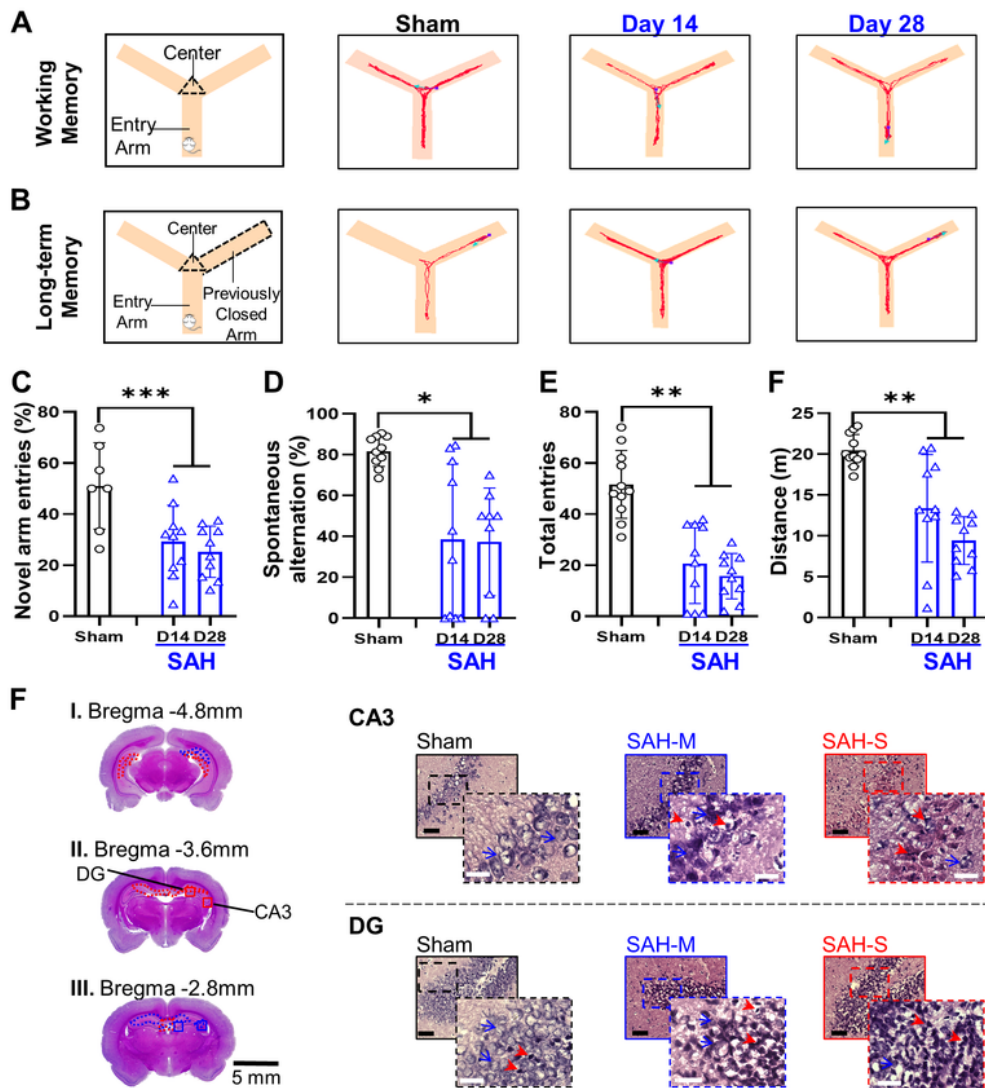 A
Sham
Day 14
Day 28
Working
Memory
Center
Entry
Arm
B
Long-term
Memory
Center
Entry
Arm
Previously
Closed
Arm
C
Novel arm entries (%)
80
60
40
20
0
***
Sham
D14 D28
SAH
D
Spontaneous
alternation (%)
100
80
60
40
20
0
*
Sham
D14 D28
SAH
E
Total entries
80
60
40
20
0
**
Sham
D14 D28
SAH
F
Distance (m)
25
20
15
10
5
0
**
Sham
D14 D28
SAH
F
I. Bregma -4.8mm
II. Bregma -3.6mm
DG
CA3
III. Bregma -2.8mm
5 mm
CA3
Sham
SAH-M
SAH-S
DG
Sham
SAH-M
SAH-S